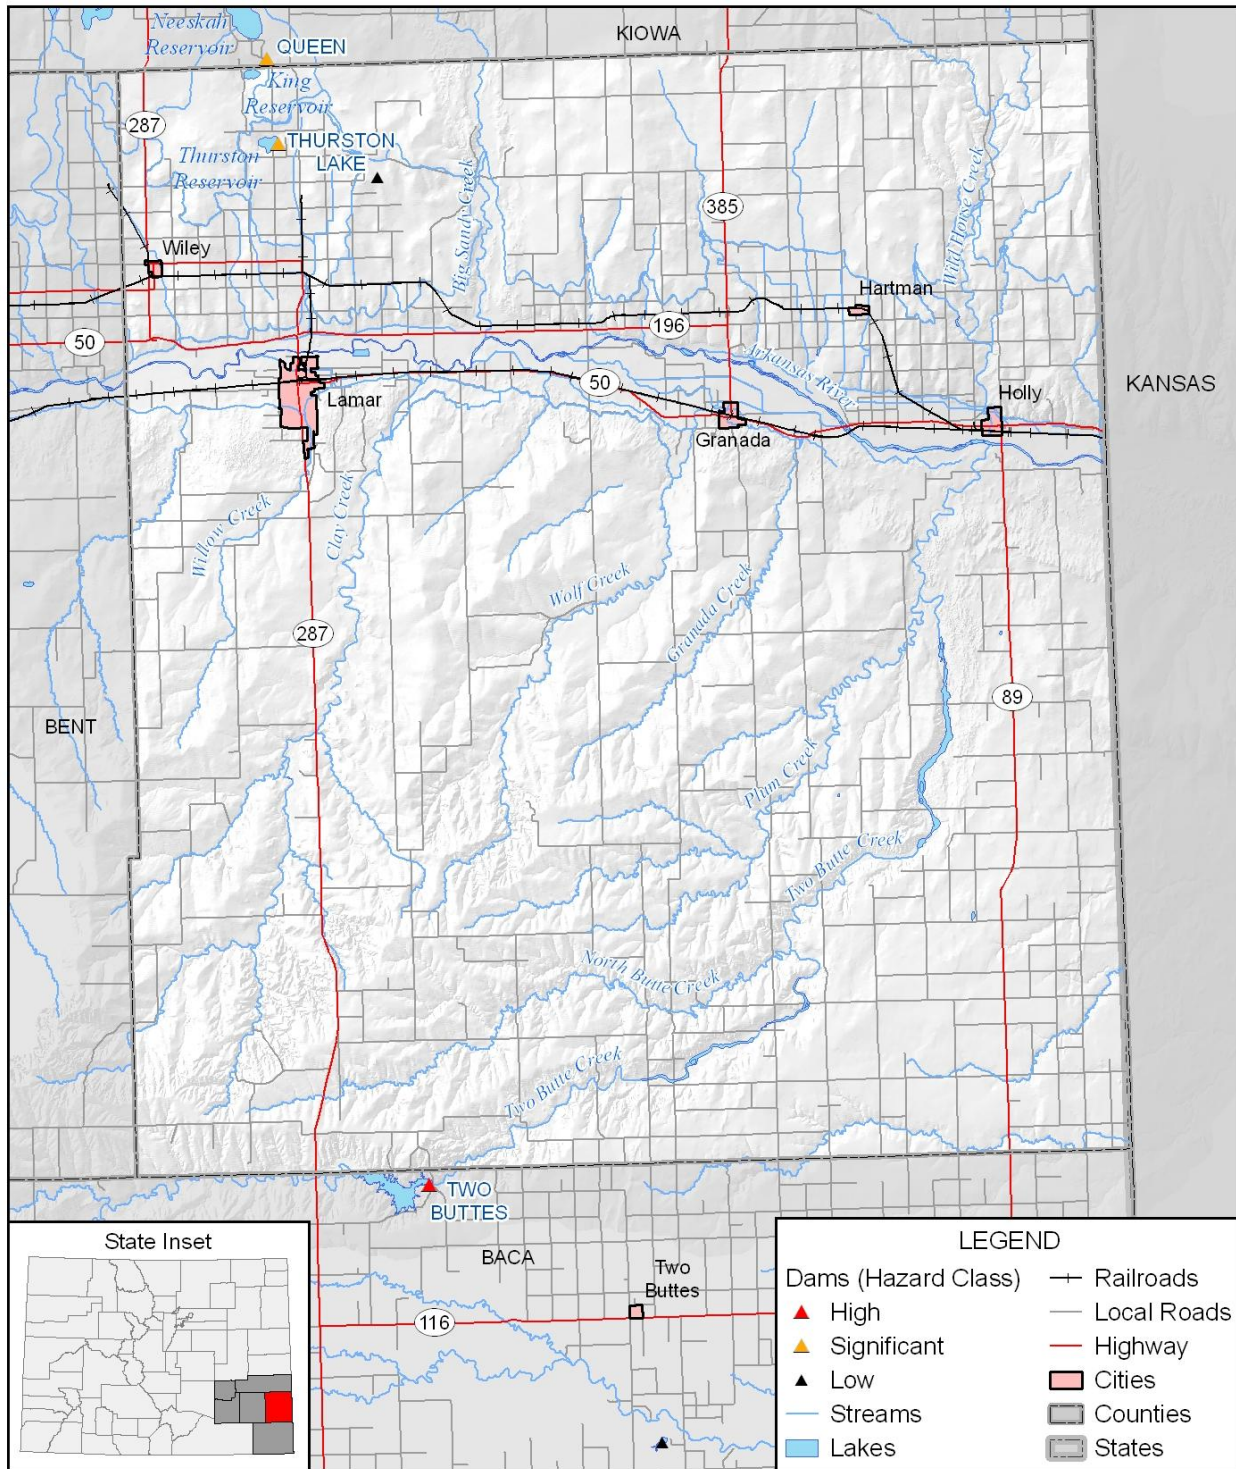 Neeskah
Reservoir
QUEEN
KIOWA
King
Reservoir
287
THURSTON
LAKE
Thurston
Reservoir
Big Sandy Creek
385
Wild Horse Creek
Wiley
Hartman
196
50
Arkansas River
KANSAS
50
Lamar
Holly
Granada
Willow Creek
Clay Creek
Wolf Creek
Granada Creek
287
89
BENT
Plum Creek
Two Butte Creek
North Butte Creek
Two Butte Creek
TWO
BUTTES
BACA
Two
Buttes
116
State Inset
LEGEND
Dams (Hazard Class)
High
Significant
Low
Streams
Lakes
Railroads
Local Roads
Highway
Cities
Counties
States